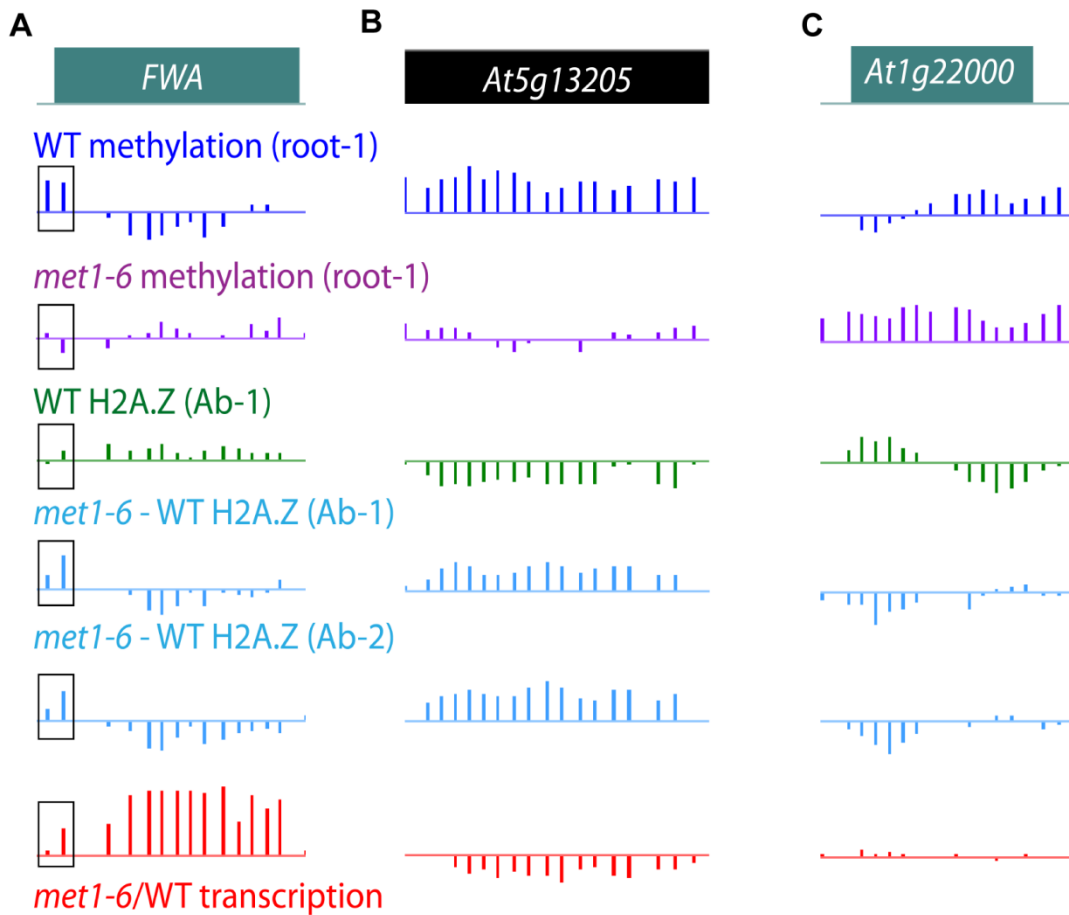 A
B
C
FWA
At5g13205
At1g22000
WT methylation (root-1)
met1-6 methylation (root-1)
WT H2A.Z (Ab-1)
met1-6 - WT H2A.Z (Ab-1)
met1-6 - WT H2A.Z (Ab-2)
met1-6/WT transcription